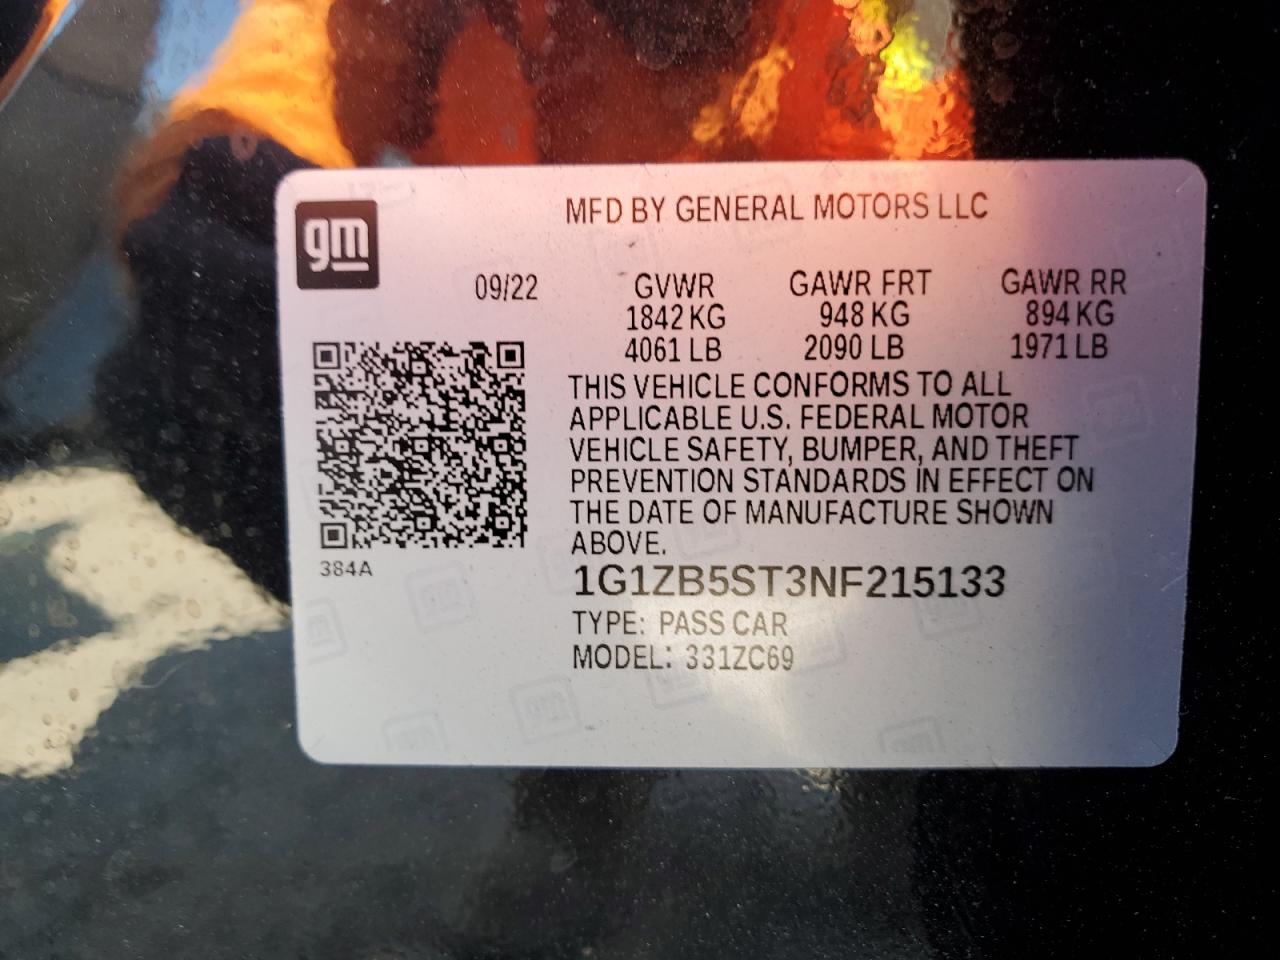 gm
MFD BY GENERAL MOTORS LLC
09/22 GVWR GAWR FRT GAWR RR
1842 KG 948 KG 894 KG
4061 LB 2090 LB 1971 LB
THIS VEHICLE CONFORMS TO ALL
APPLICABLE U.S. FEDERAL MOTOR
VEHICLE SAFETY, BUMPER, AND THEFT
PREVENTION STANDARDS IN EFFECT ON
THE DATE OF MANUFACTURE SHOWN
ABOVE.
384A
1G1ZB5ST3NF215133
TYPE: PASS CAR
MODEL: 331ZC69